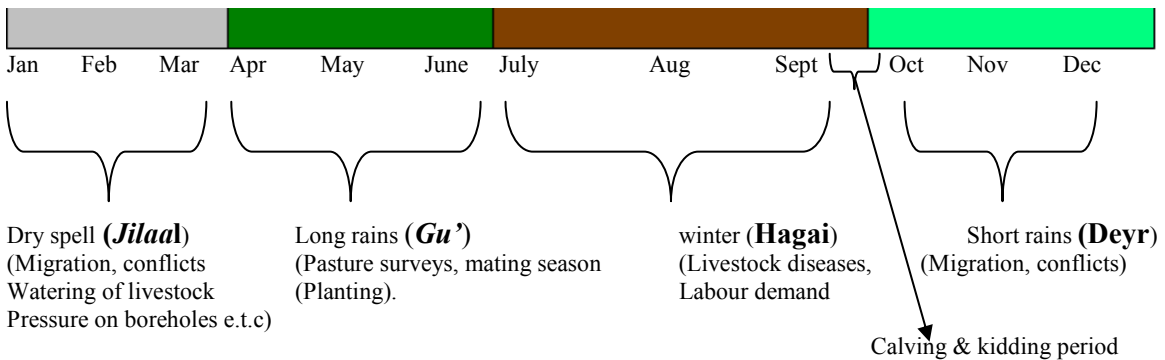 Jan Feb Mar Apr May June July Aug Sept Oct Nov Dec
Dry spell (Jilaal)
(Migration, conflicts
Watering of livestock
Pressure on boreholes e.t.c)
Long rains (Gu’)
(Pasture surveys, mating season
(Planting).
winter (Hagai)
(Livestock diseases,
Labour demand
Short rains (Deyr)
(Migration, conflicts)
Calving & kidding period